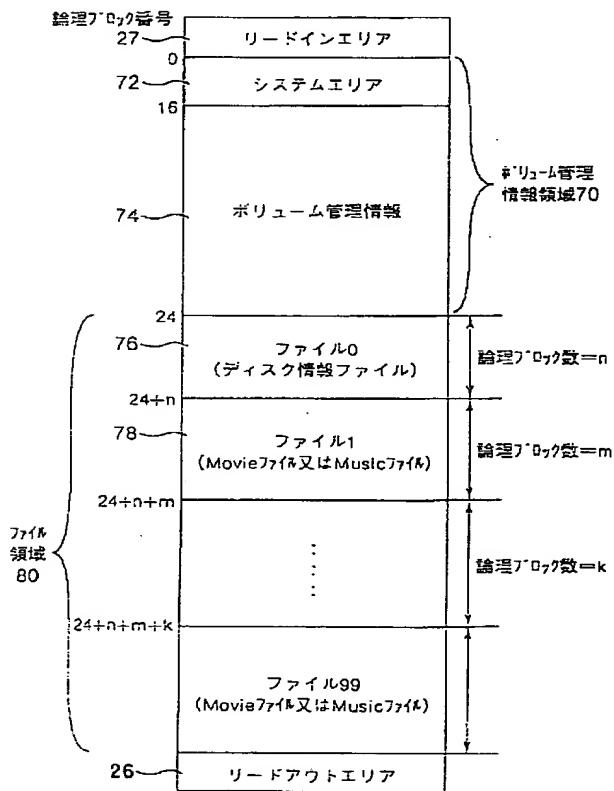 論理ブロック番号
27
リードインエリア
0
72
システムエリア
16
74
ボリューム管理情報
ボリューム管理
情報領域70
24
76
ファイル0
(ディスク情報ファイル)
論理ブロック数=n
24+n
78
ファイル1
(Movieファイル又はMusicファイル)
論理ブロック数=m
24+n+m
ファイル
領域
80
論理ブロック数=k
24+n+m+k
ファイル99
(Movieファイル又はMusicファイル)
26
リードアウトエリア